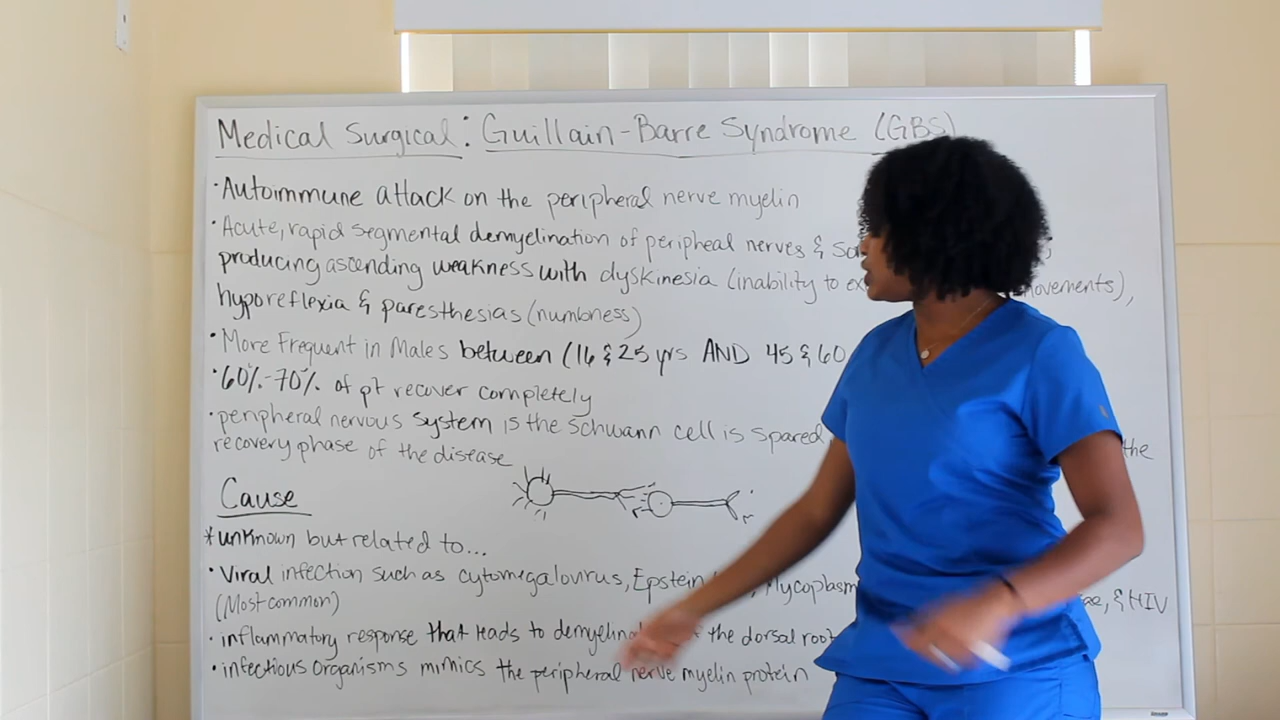 Medical Surgical: Guillain-Barre Syndrome (GBS)
• Autoimmune attack on the peripheral nerve myelin
• Acute, rapid segmental demyelination of peripheal nerves &
producing ascending weakness with dyskinesia (inability to movements),
hyporeflexia & paresthesias (numbness)
• More Frequent in Males between (16 & 25 yrs AND 45 & 60
• 60%-70% of pt recover completely
• peripheral nervous system is the schwann cell is spared the
recovery phase of the disease
Cause
*unknown but related to...
• Viral infection such as cytomegalovirus, Epstein & HIV
(Most common)
• inflammatory response that leads to the dorsal root
• infectious organisms mimics the peripheral nerve myelin protein